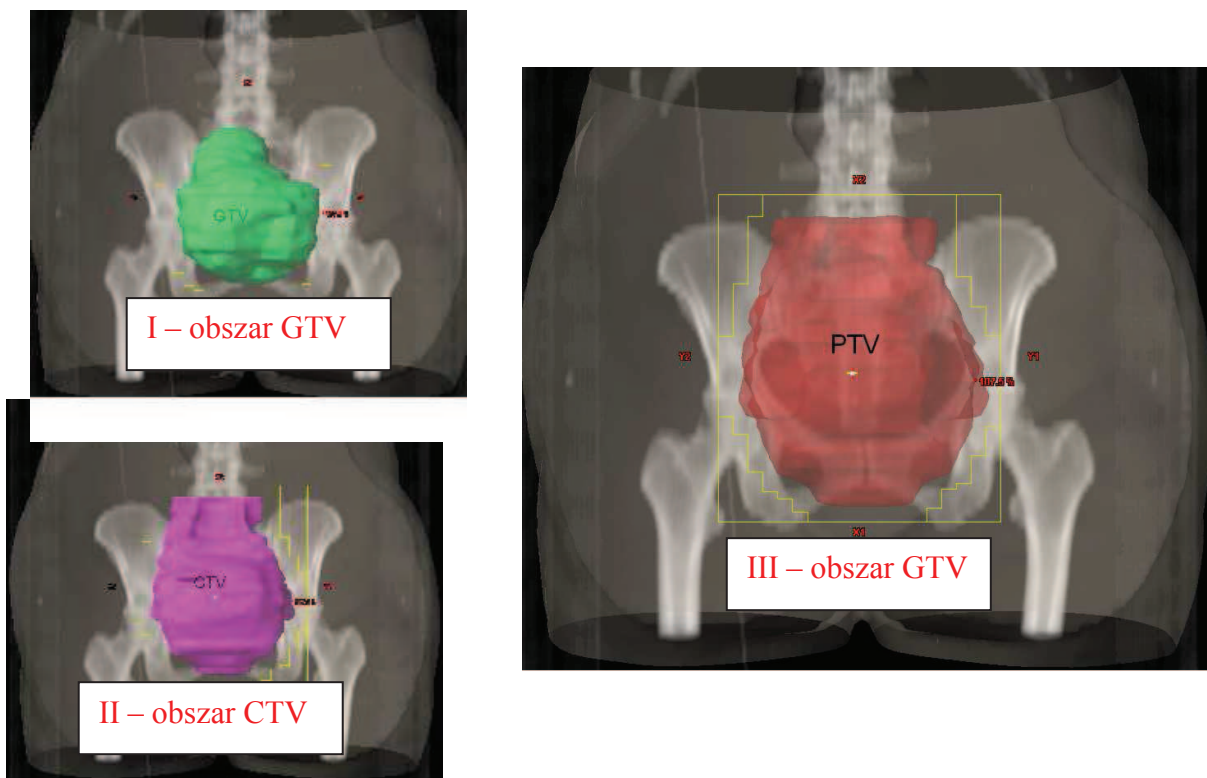 GTV
I – obszar GTV
CTV
II – obszar CTV
X2
PTV
Y2
Y1
X1
III – obszar GTV